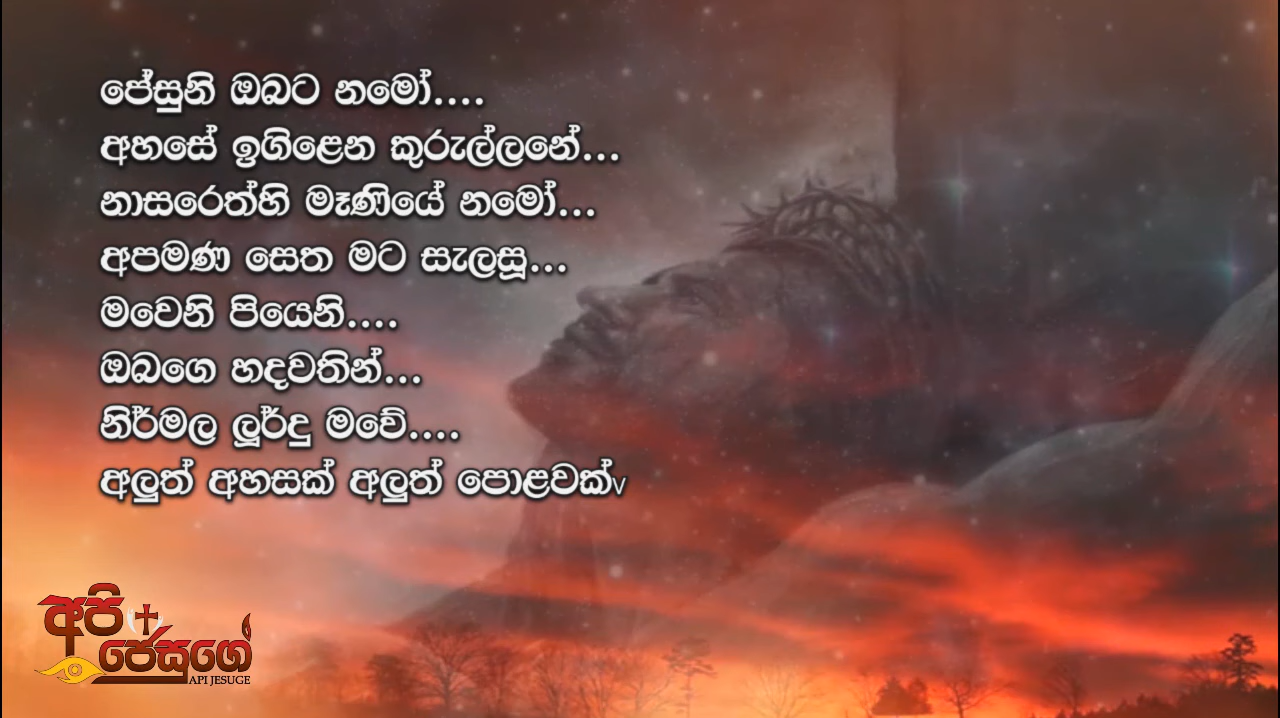 ජේසුනි ඔබට නමෝ....
අහසේ ඉගිළෙන කුරුල්ලනේ...
නාසරෙත්හි මෑණියේ නමෝ...
අපමණ සෙත මට සැලසූ...
මවෙනි පියෙනි....
ඔබගෙ හදවතින්...
නිර්මල ලූර්දු මවේ....
අලුත් අහසක් අලුත් පොළවක්v
අපි
ජේසුගේ
API JESUGE